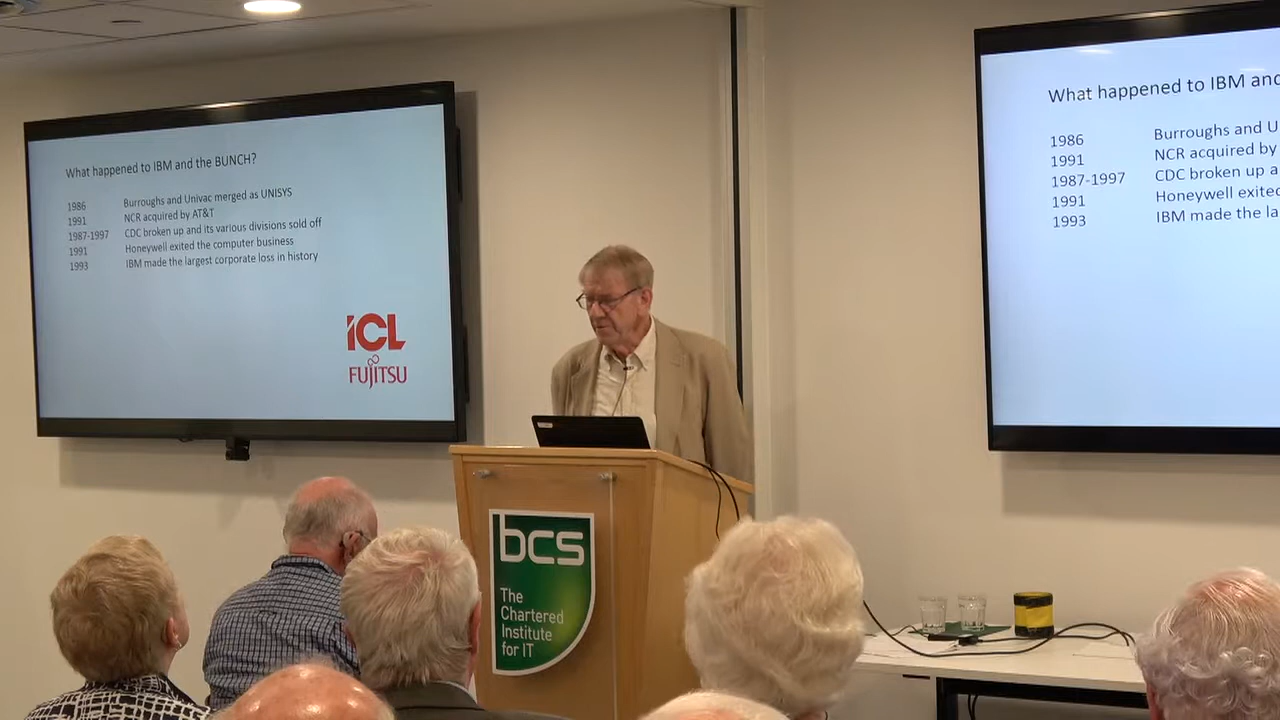 What happened to IBM and the BUNCH?
1986 Burroughs and Univac merged as UNISYS
1991 NCR acquired by AT&T
1987-1997 CDC broken up and its various divisions sold off
1991 Honeywell exited the computer business
1993 IBM made the largest corporate loss in history
ICL
FUJITSU
bcs
The
Chartered
Institute
for IT
What happened to IBM and
1986 Burroughs and U
1991 NCR acquired by
1987-1997 CDC broken up a
1991 Honeywell exited
1993 IBM made the la